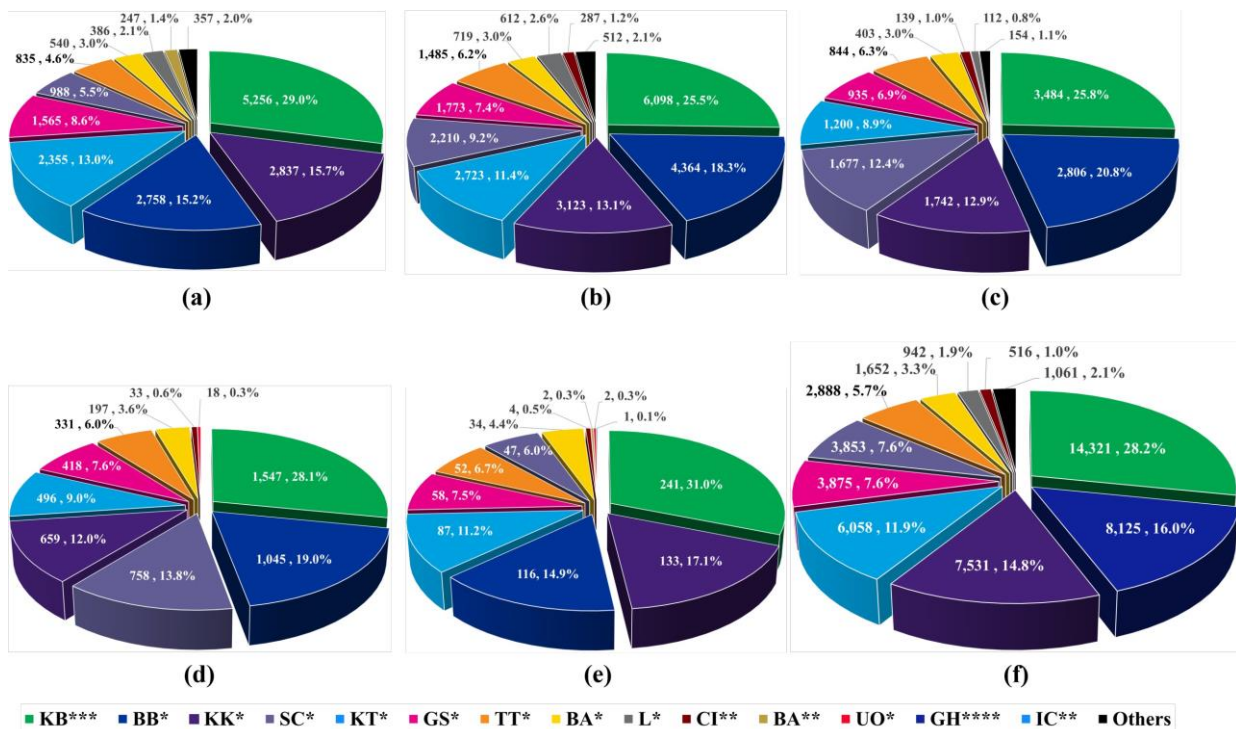 247 , 1.4%
357 , 2.0%
386 , 2.1%
540 , 3.0%
835 , 4.6%
988 , 5.5%
5,256 , 29.0%
1,565 , 8.6%
2,355 , 13.0%
2,837 , 15.7%
2,758 , 15.2%
(a)
612 , 2.6%
287 , 1.2%
719 , 3.0%
512 , 2.1%
1,485 , 6.2%
1,773 , 7.4%
6,098 , 25.5%
2,210 , 9.2%
2,723 , 11.4%
4,364 , 18.3%
3,123 , 13.1%
(b)
139 , 1.0%
112 , 0.8%
403 , 3.0%
154 , 1.1%
844 , 6.3%
935 , 6.9%
3,484 , 25.8%
1,200 , 8.9%
1,677 , 12.4%
2,806 , 20.8%
1,742 , 12.9%
(c)
33 , 0.6%
18 , 0.3%
197 , 3.6%
331 , 6.0%
418 , 7.6%
1,547 , 28.1%
496 , 9.0%
659 , 12.0%
1,045 , 19.0%
758 , 13.8%
(d)
2, 0.3%
2, 0.3%
4, 0.5%
1, 0.1%
34, 4.4%
47, 6.0%
52, 6.7%
241, 31.0%
58, 7.5%
87, 11.2%
133, 17.1%
116, 14.9%
(e)
942 , 1.9%
516 , 1.0%
1,652 , 3.3%
1,061 , 2.1%
2,888 , 5.7%
3,853 , 7.6%
14,321 , 28.2%
3,875 , 7.6%
6,058 , 11.9%
8,125 , 16.0%
7,531 , 14.8%
(f)
KB*** BB* KK* SC* KT* GS* TT* BA* L* CI** BA** UO* GH**** IC** Others